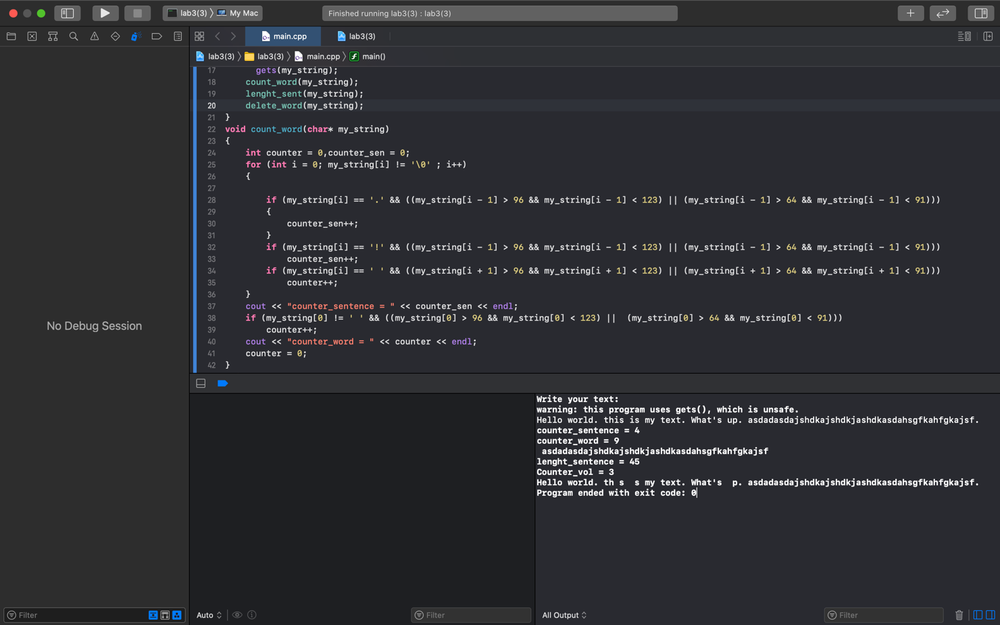 lab3(3) 〉 My Mac
Finished running lab3(3) : lab3(3)
main.cpp
lab3(3)
lab3(3) 〉 lab3(3) 〉 main.cpp 〉 main()
17 gets(my_string);
18 count_word(my_string);
19 lenght_sent(my_string);
20 delete_word(my_string);
21 }
22 void count_word(char* my_string)
23 {
24 int counter = 0,counter_sen = 0;
25 for (int i = 0; my_string[i] != '\0' ; i++)
26 {
27
28 if (my_string[i] == '.' && ((my_string[i - 1] > 96 && my_string[i - 1] < 123) || (my_string[i - 1] > 64 && my_string[i - 1] < 91)))
29 {
30 counter_sen++;
31 }
32 if (my_string[i] == '!' && ((my_string[i - 1] > 96 && my_string[i - 1] < 123) || (my_string[i - 1] > 64 && my_string[i - 1] < 91)))
33 counter_sen++;
34 if (my_string[i] == ' ' && ((my_string[i + 1] > 96 && my_string[i + 1] < 123) || (my_string[i + 1] > 64 && my_string[i + 1] < 91)))
35 counter++;
36 }
37 cout << "counter_sentence = " << counter_sen << endl;
38 if (my_string[0] != ' ' && ((my_string[0] > 96 && my_string[0] < 123) || (my_string[0] > 64 && my_string[0] < 91)))
39 counter++;
40 cout << "counter_word = " << counter << endl;
41 counter = 0;
42 }
No Debug Session
Write your text:
warning: this program uses gets(), which is unsafe.
Hello world. this is my text. What's up. asdadasdajshdkajshdkjashdkasdahsgfkahfgkajsf.
counter_sentence = 4
counter_word = 9
asdadasdajshdkajshdkjashdkasdahsgfkahfgkajsf
lenght_sentence = 45
Counter_vol = 3
Hello world. th s  s my text. What's  p. asdadasdajshdkajshdkjashdkasdahsgfkahfgkajsf.
Program ended with exit code: 0
Filter
Auto
Filter
All Output
Filter